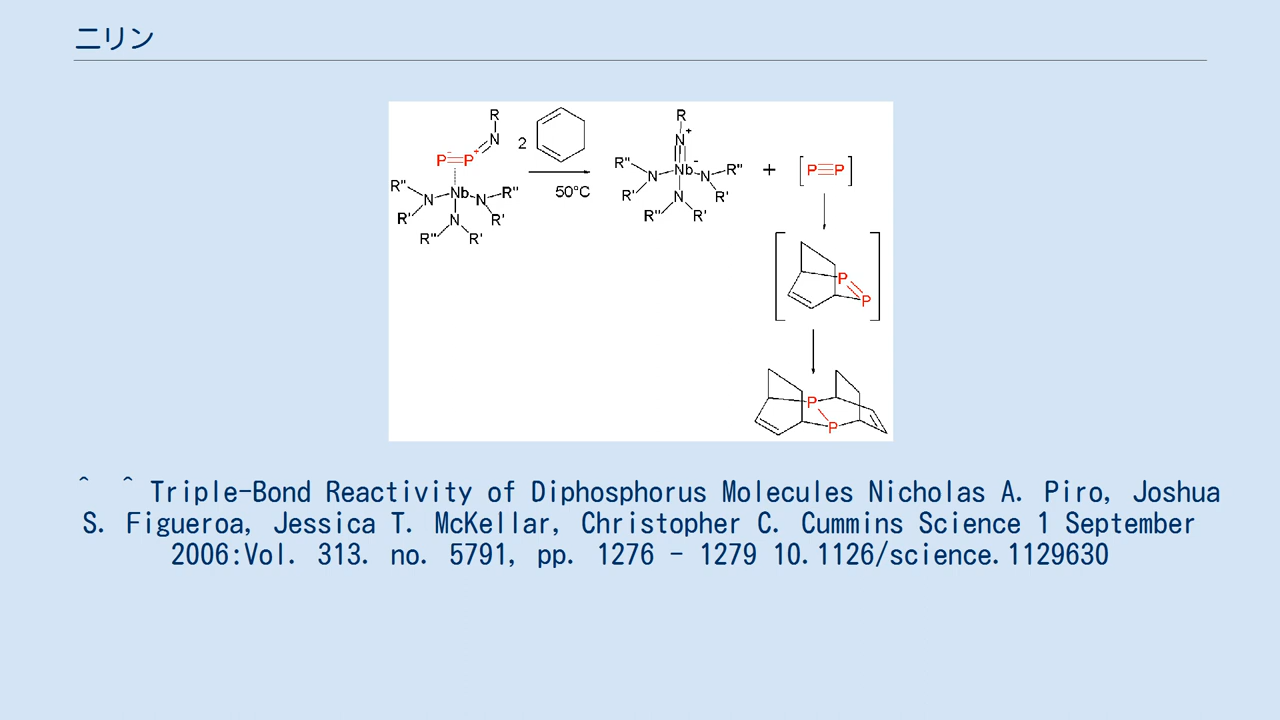 二リン
R
N
2
P⁻=P⁺
R"
Nb
R"
N
N
R'
N
R'
R"
R'
50°C
R
N⁺
R"
Nb⁻
R"
N
N
R'
N
R'
R"
R'
+
[P≡P]
P
P
P
P
^ ^ Triple-Bond Reactivity of Diphosphorus Molecules Nicholas A. Piro, Joshua
S. Figueroa, Jessica T. McKellar, Christopher C. Cummins Science 1 September
2006:Vol. 313. no. 5791, pp. 1276 - 1279 10.1126/science.1129630